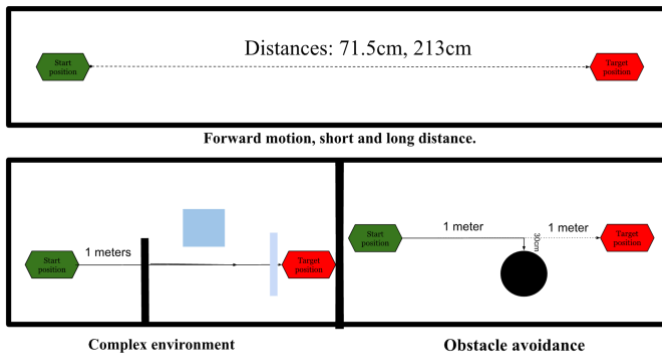 Distances: 71.5cm, 213cm
Start
position
Target
position
Forward motion, short and long distance.
1 meters
Start
position
Target
position
Complex environment
1 meter
1 meter
Start
position
30cm
Target
position
Obstacle avoidance